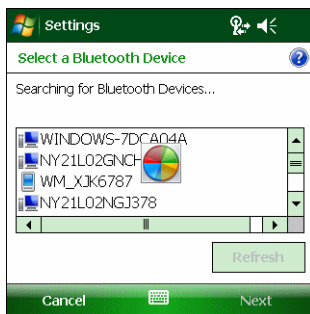 Settings
Select a Bluetooth Device
Searching for Bluetooth Devices...
WINDOWS-7DCA04A
NY21L02GNCH
WM_XJK6787
NY21L02NGJ378
Refresh
Cancel
Next